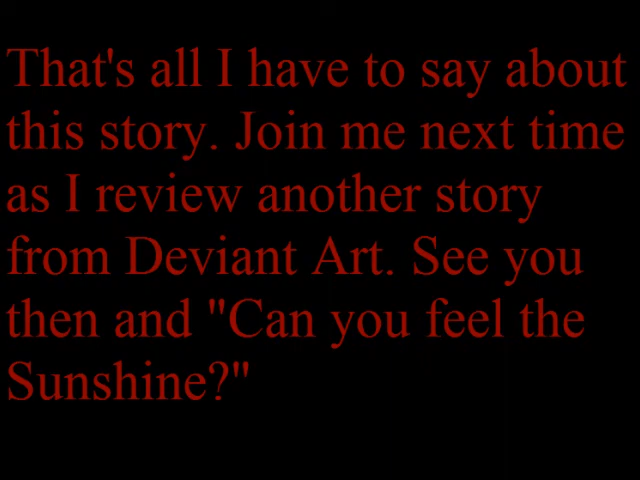 That's all I have to say about
this story. Join me next time
as I review another story
from Deviant Art. See you
then and "Can you feel the
Sunshine?"